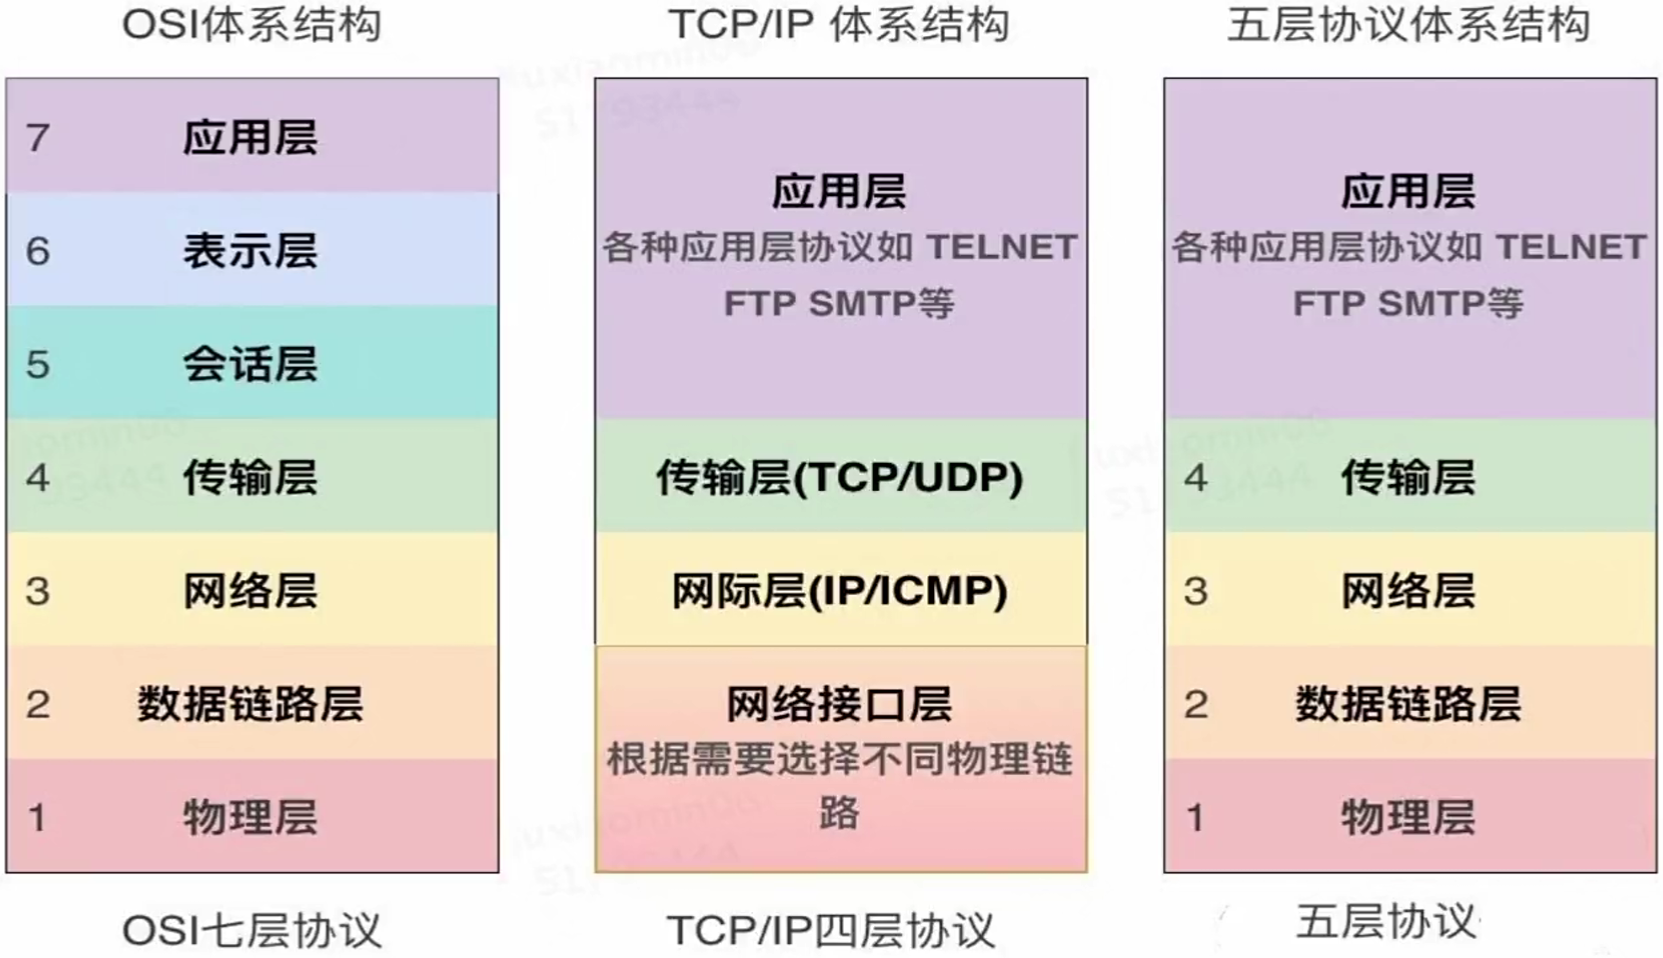 OSI体系结构
7 应用层
6 表示层
5 会话层
4 传输层
3 网络层
2 数据链路层
1 物理层
OSI七层协议
TCP/IP 体系结构
应用层
各种应用层协议如 TELNET
FTP SMTP等
传输层(TCP/UDP)
网际层(IP/ICMP)
网络接口层
根据需要选择不同物理链
路
TCP/IP四层协议
五层协议体系结构
应用层
各种应用层协议如 TELNET
FTP SMTP等
4 传输层
3 网络层
2 数据链路层
1 物理层
五层协议